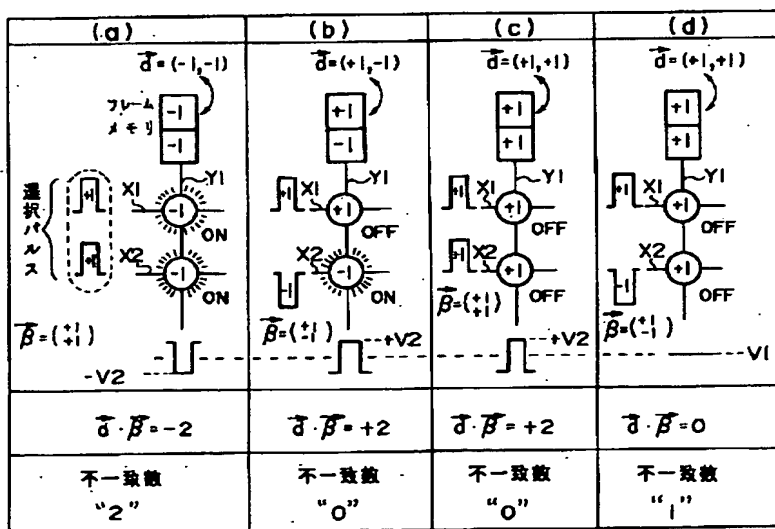 (a)
(b)
(c)
(d)
d=(-1,-1)
フレーム
メモリ
-1
-1
選択パルス
+1
X1
Y1
-1
ON
+1
X2
-1
ON
β=(+1
+1)
-V2
d=(+1,-1)
+1
-1
+1
X1
Y1
+1
OFF
X2
-1
-1
ON
β=(+1
-1)
+V2
d=(+1,+1)
+1
+1
+1
X1
Y1
+1
OFF
+1
X2
+1
OFF
β=(+1
+1)
+V2
d=(+1,+1)
+1
+1
+1
X1
Y1
+1
OFF
X2
-1
+1
OFF
β=(+1
-1)
V1
d・β=-2
d・β=+2
d・β=+2
d・β=0
不一致数
“2”
不一致数
“0”
不一致数
“0”
不一致数
“1”